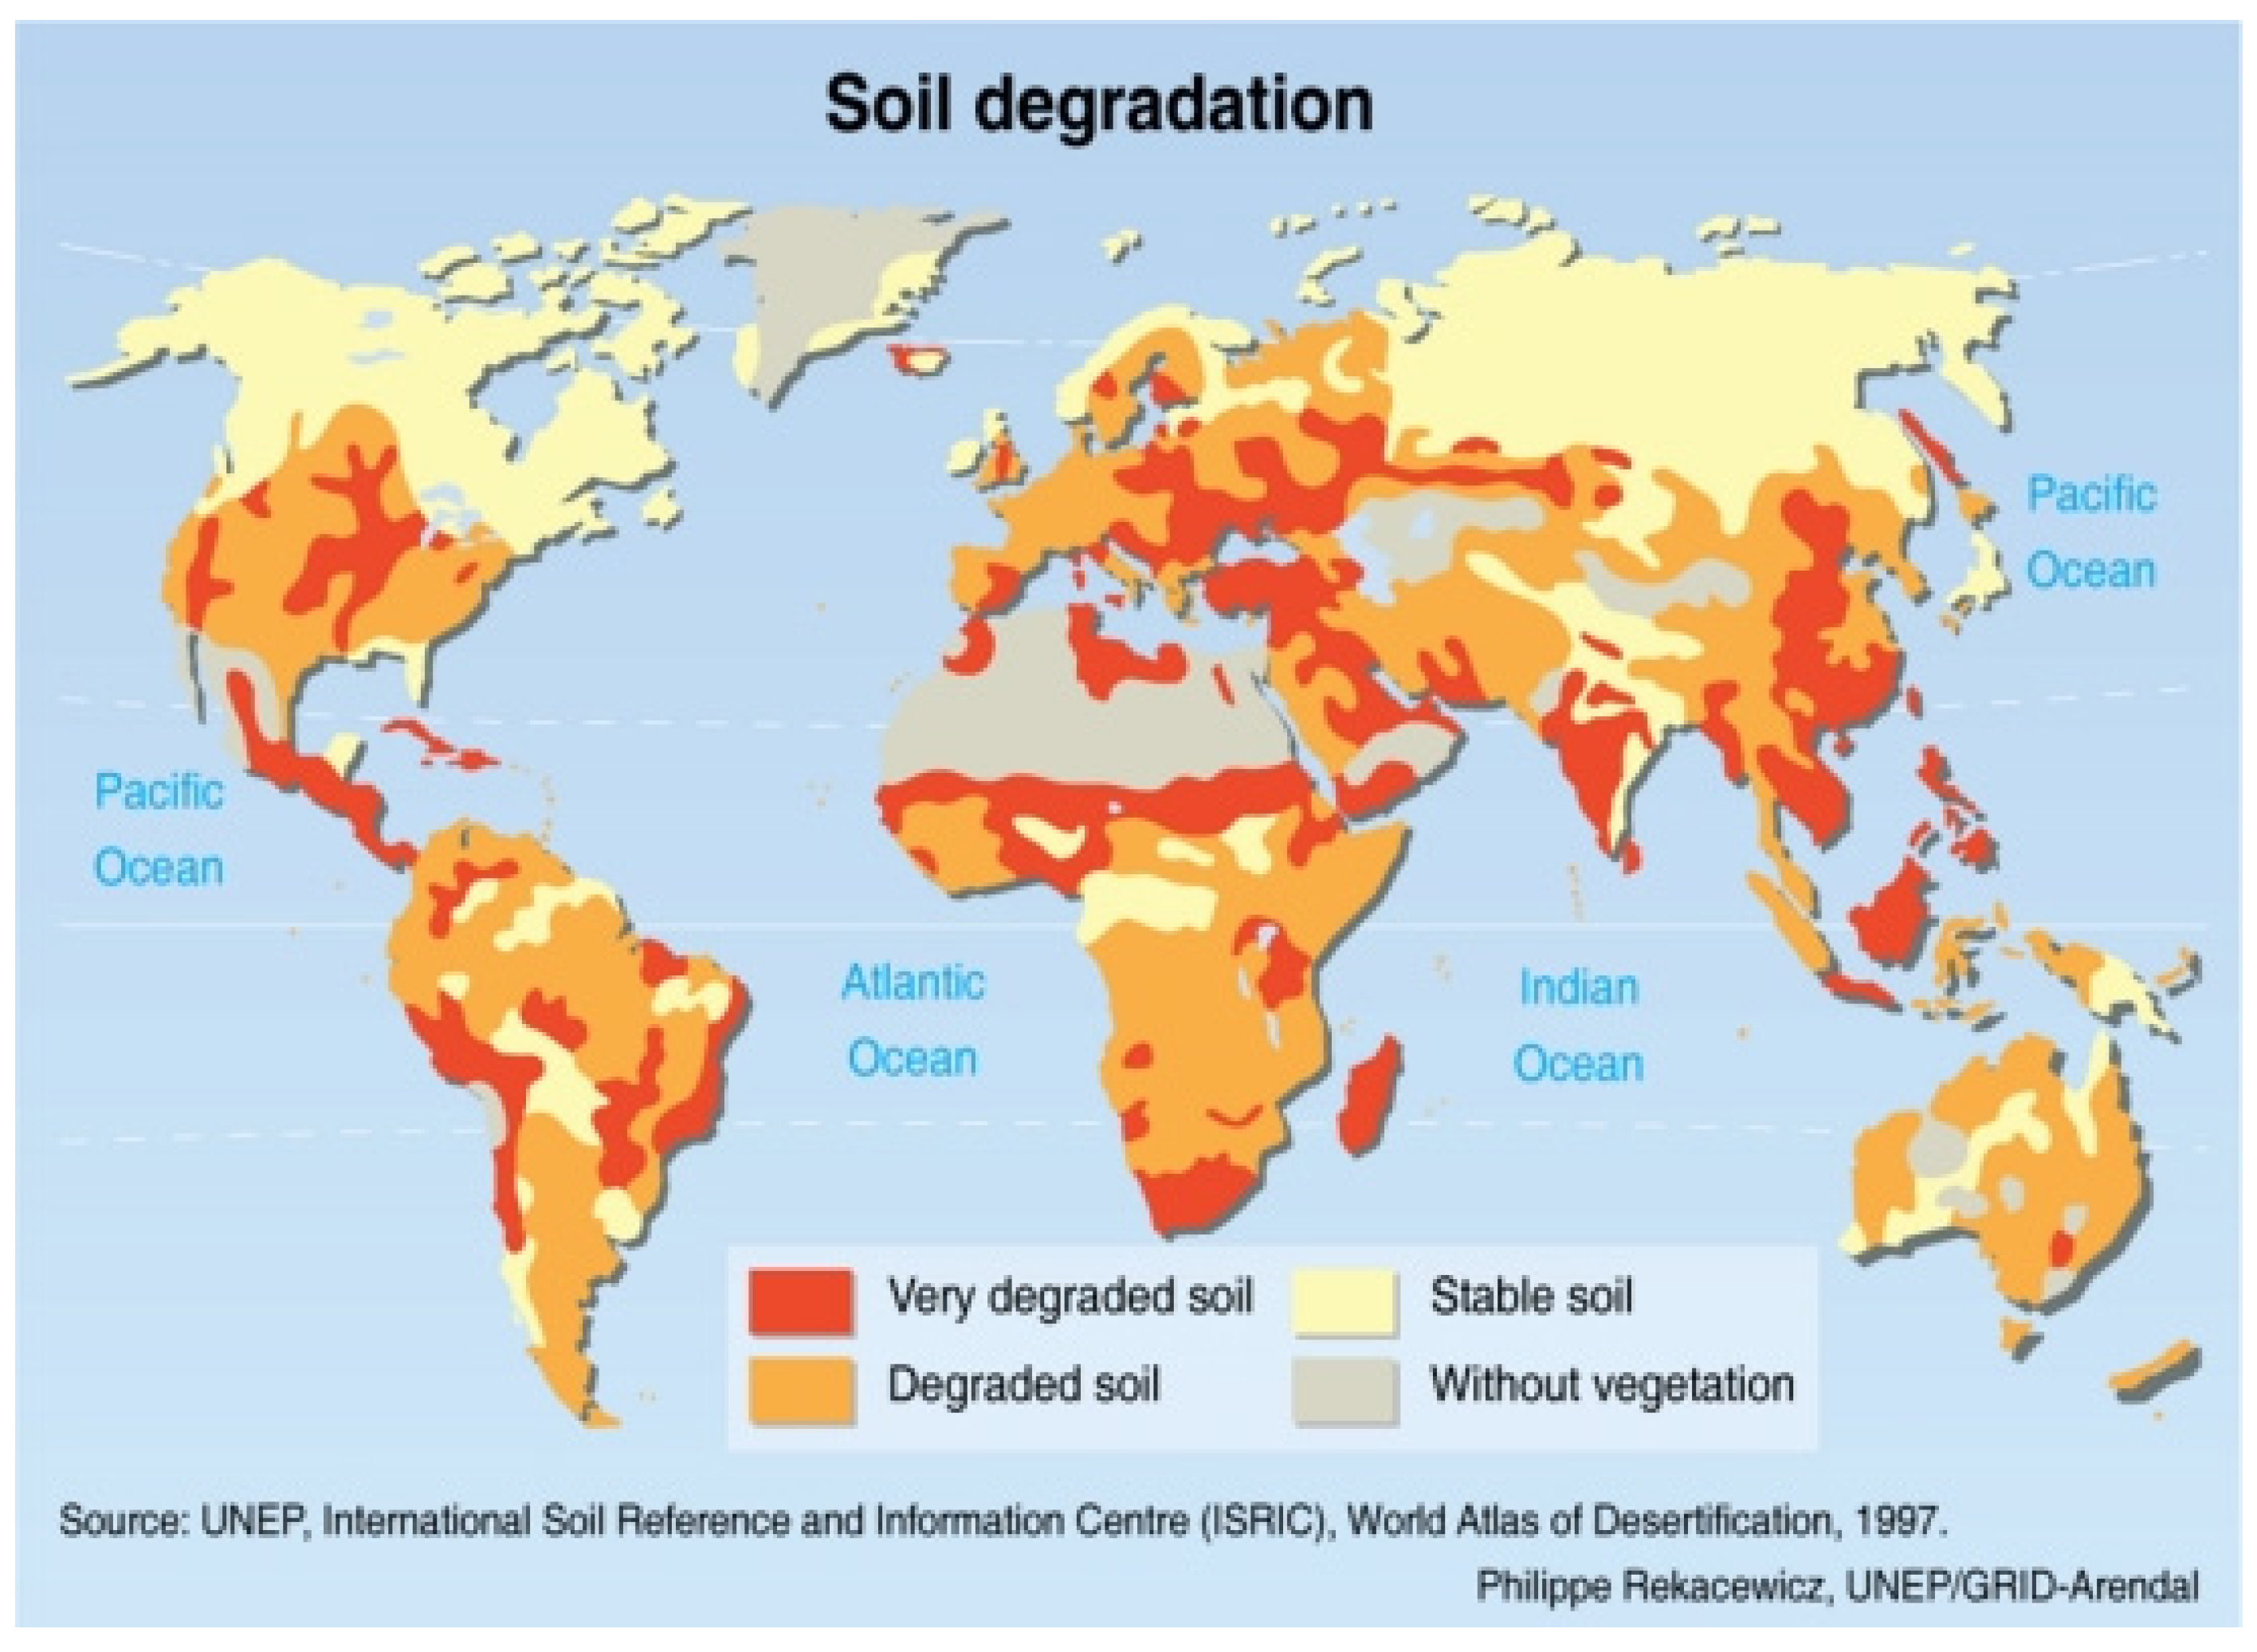 Soil degradation
Pacific
Ocean
Pacific
Ocean
Atlantic
Ocean
Indian
Ocean
Very degraded soil
Stable soil
Degraded soil
Without vegetation
Source: UNEP, International Soil Reference and Information Centre (ISRIC), World Atlas of Desertification, 1997.
Philippe Rekacewicz, UNEP/GRID-Arendal